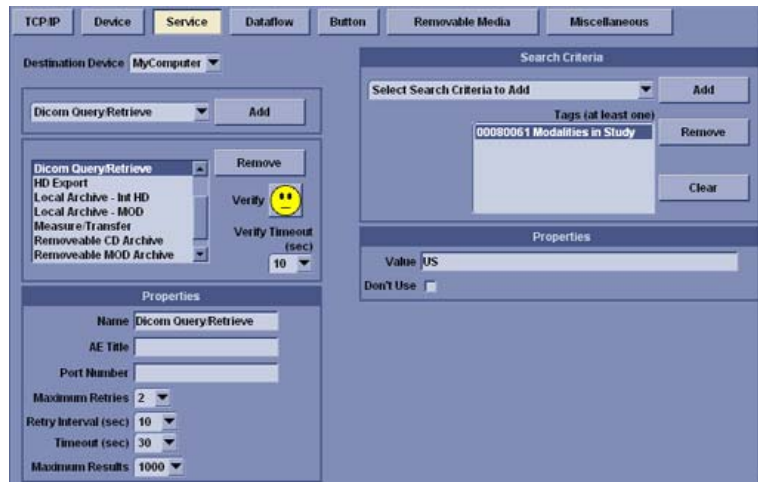 TCP/IP Device Service Dataflow Button Removable Media Miscellaneous
Destination Device MyComputer
Dicom Query/Retrieve Add
Dicom Query/Retrieve
HD Export
Local Archive - Int HD
Local Archive - MOD
Measure/Transfer
Removeable CD Archive
Removeable MOD Archive
Remove
Verify
Verify Timeout
(sec)
10
Properties
Name Dicom Query/Retrieve
AE Title
Port Number
Maximum Retries 2
Retry Interval (sec) 10
Timeout (sec) 30
Maximum Results 1000
Search Criteria
Select Search Criteria to Add Add
Tags (at least one)
00080061 Modalities in Study
Remove
Clear
Properties
Value US
Don't Use